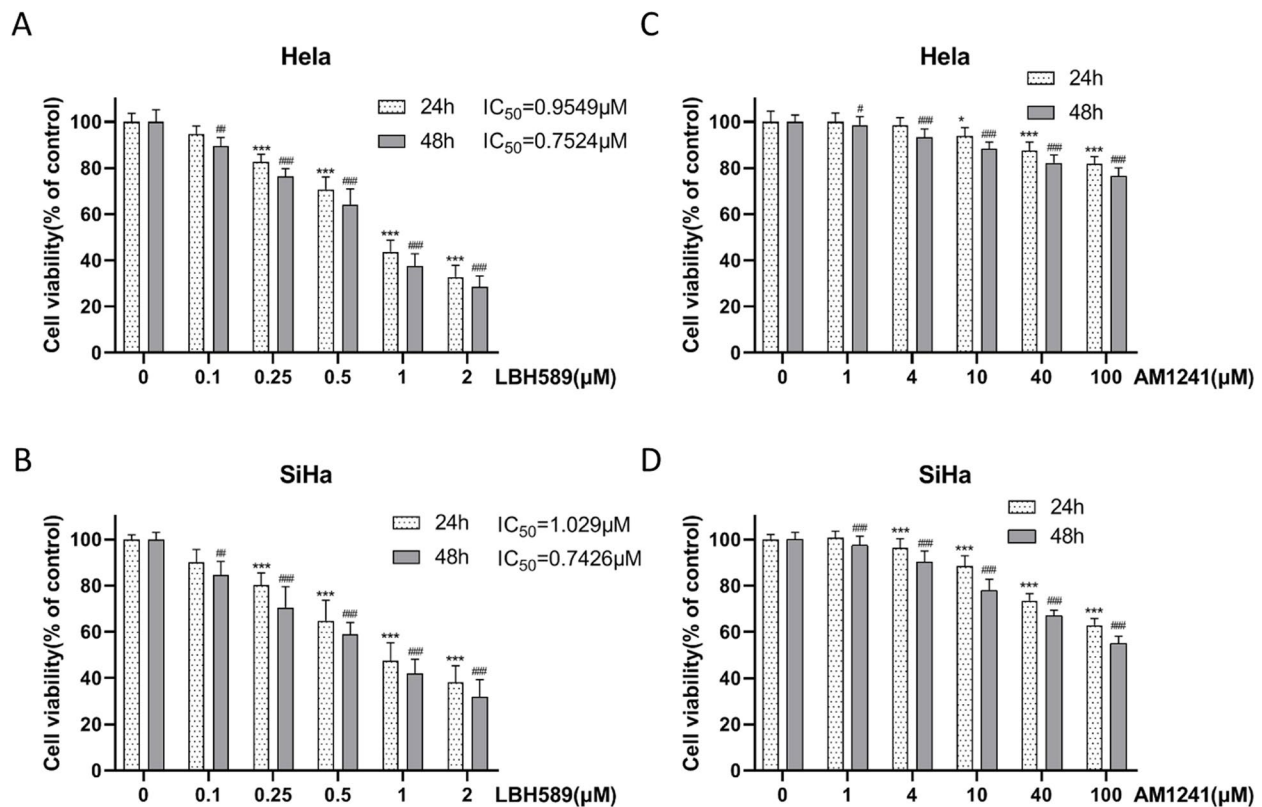 A
Hela
Cell viability(% of control)
100
80
60
40
20
0
24h IC50=0.9549µM
48h IC50=0.7524µM
## *** ### *** ### *** ### *** ###
0 0.1 0.25 0.5 1 2 LBH589(µM)
C
Hela
Cell viability(% of control)
100
80
60
40
20
0
24h
48h
# ### * ### *** ### *** ###
0 1 4 10 40 100 AM1241(µM)
B
SiHa
Cell viability(% of control)
100
80
60
40
20
0
24h IC50=1.029µM
48h IC50=0.7426µM
## *** ### *** ### *** ### *** ###
0 0.1 0.25 0.5 1 2 LBH589(µM)
D
SiHa
Cell viability(% of control)
100
80
60
40
20
0
24h
48h
### *** ### *** ### *** ### *** ###
0 1 4 10 40 100 AM1241(µM)